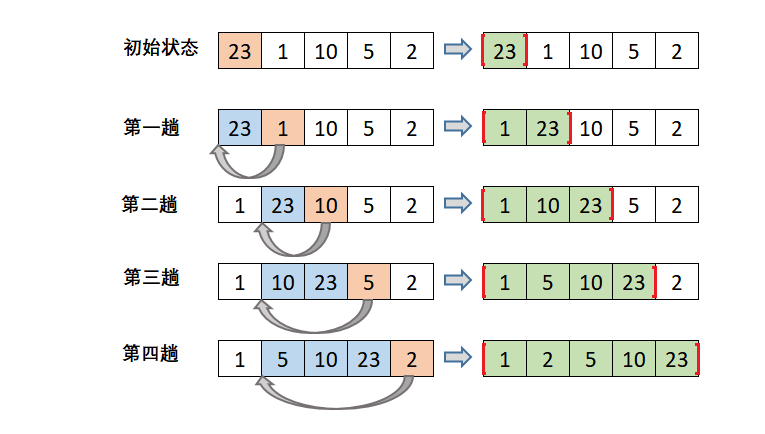 初始状态 23 1 10 5 2 23 1 10 5 2
第一趟 23 1 10 5 2 1 23 10 5 2
第二趟 1 23 10 5 2 1 10 23 5 2
第三趟 1 10 23 5 2 1 5 10 23 2
第四趟 1 5 10 23 2 1 2 5 10 23